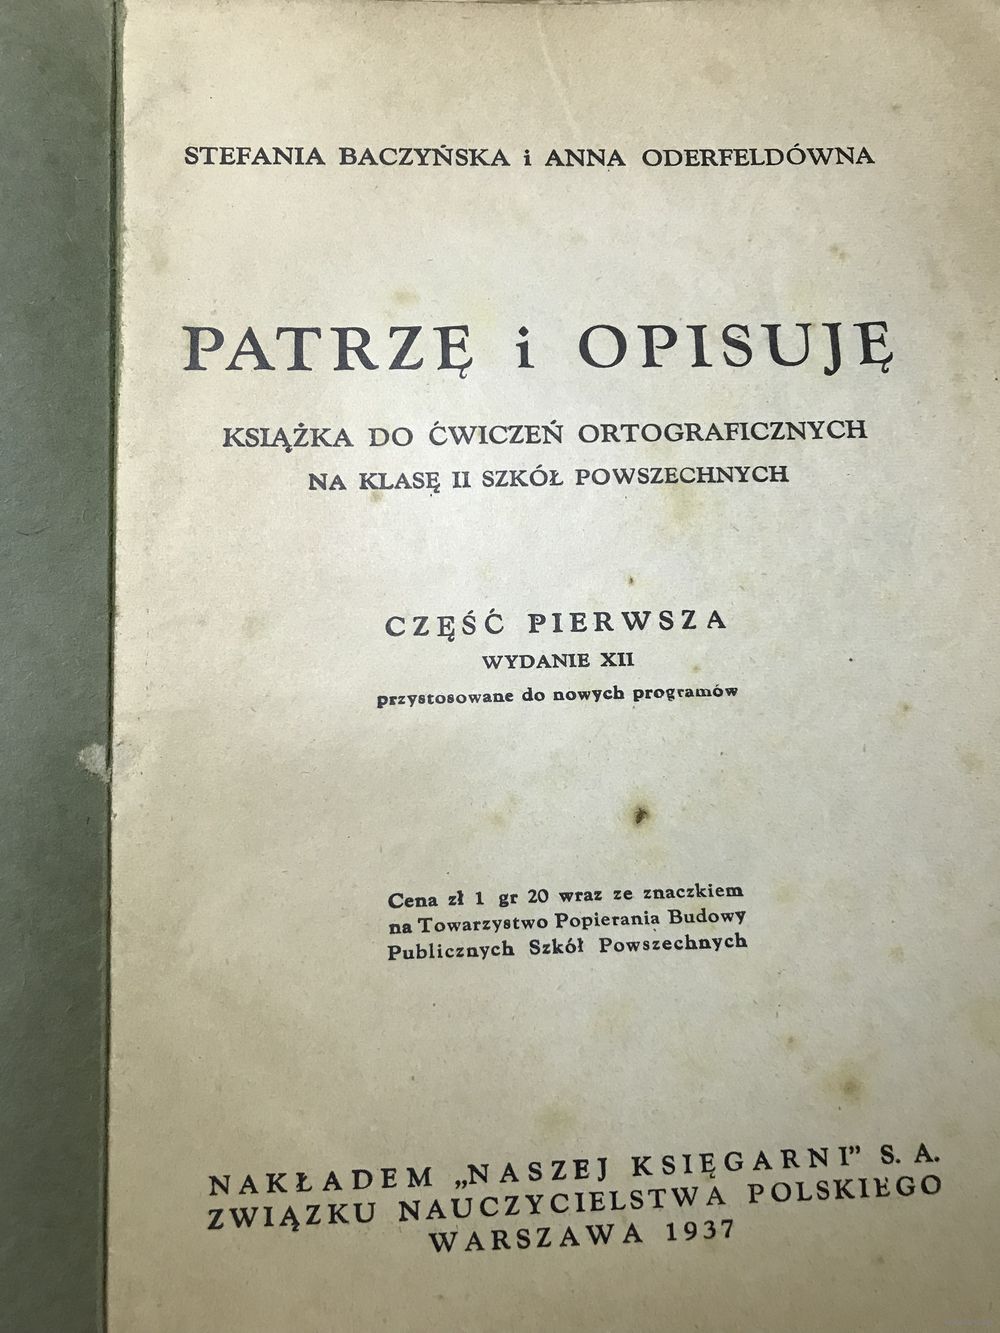 STEFANIA BACZYŃSKA i ANNA ODERFELDÓWNA
PATRZĘ i OPISUJĘ
KSIĄŻKA DO ĆWICZEŃ ORTOGRAFICZNYCH
NA KLASĘ II SZKÓŁ POWSZECHNYCH
CZĘŚĆ PIERWSZA
WYDANIE XII
przystosowane do nowych programów
Cena zł 1 gr 20 wraz ze znaczkiem
na Towarzystwo Popierania Budowy
Publicznych Szkół Powszechnych
NAKŁADEM „NASZEJ KSIĘGARNI” S. A.
ZWIĄZKU NAUCZYCIELSTWA POLSKIEGO
WARSZAWA 1937